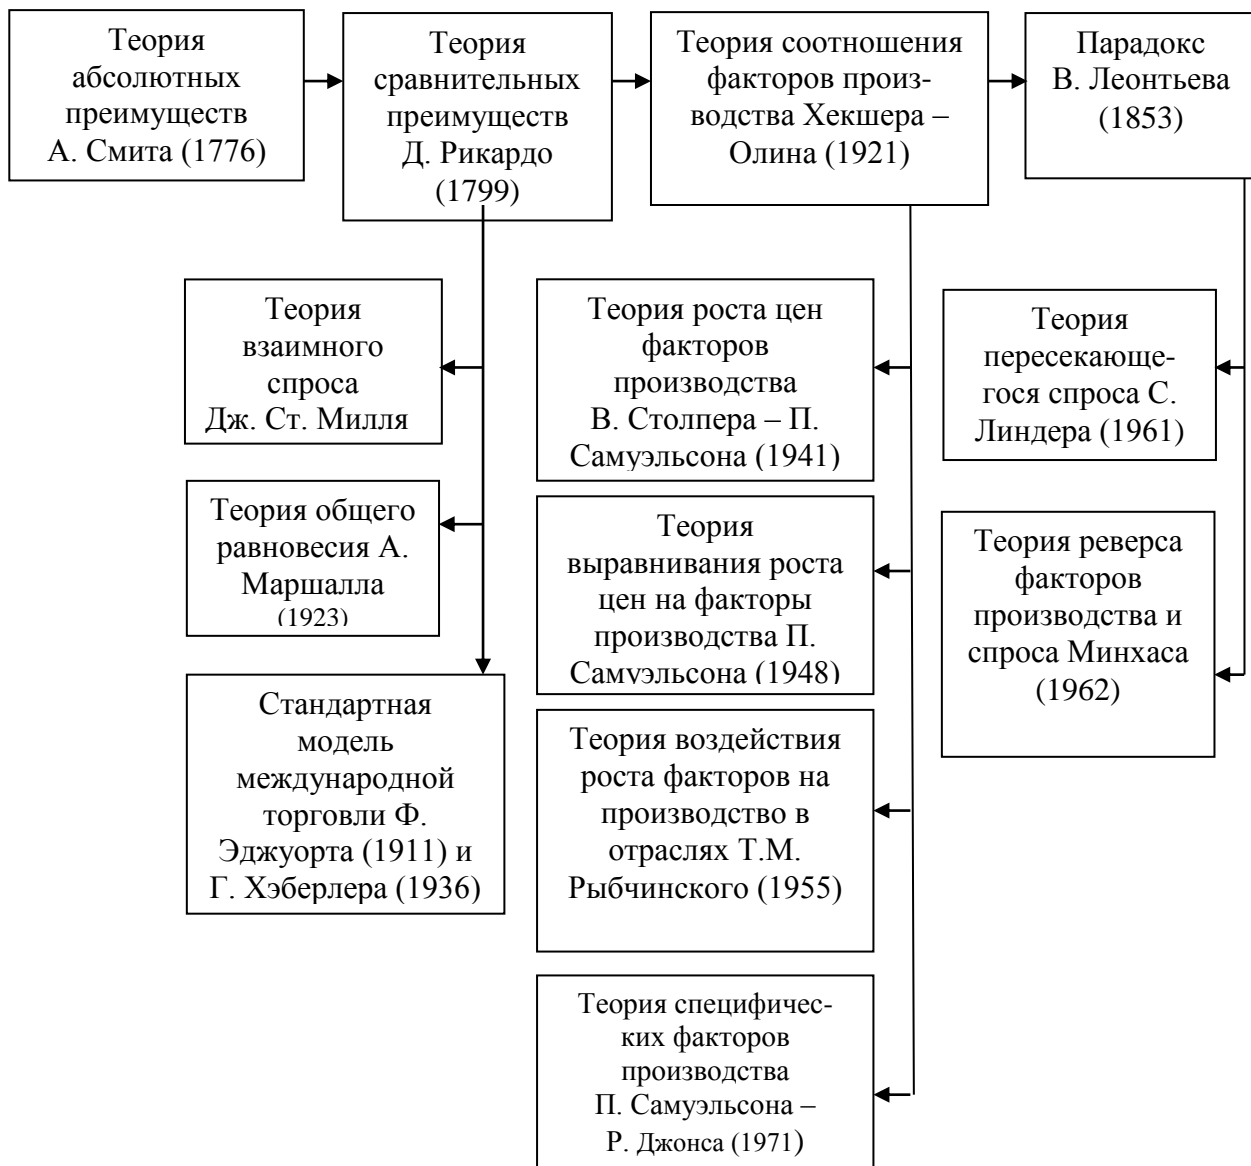 Теория
абсолютных
преимуществ
А. Смита (1776)
Теория
сравнительных
преимуществ
Д. Рикардо
(1799)
Теория соотношения
факторов произ-
водства Хекшера –
Олина (1921)
Парадокс
В. Леонтьева
(1853)
Теория
взаимного
спроса
Дж. Ст. Милля
Теория общего
равновесия А.
Маршалла
(1923)
Стандартная
модель
международной
торговли Ф.
Эджуорта (1911) и
Г. Хэберлера (1936)
Теория роста цен
факторов
производства
В. Столпера – П.
Самуэльсона (1941)
Теория
выравнивания роста
цен на факторы
производства П.
Самуэльсона (1948)
Теория воздействия
роста факторов на
производство в
отраслях Т.М.
Рыбчинского (1955)
Теория специфичес-
ких факторов
производства
П. Самуэльсона –
Р. Джонса (1971)
Теория
пересекающе-
гося спроса С.
Линдера (1961)
Теория реверса
факторов
производства и
спроса Минхаса
(1962)